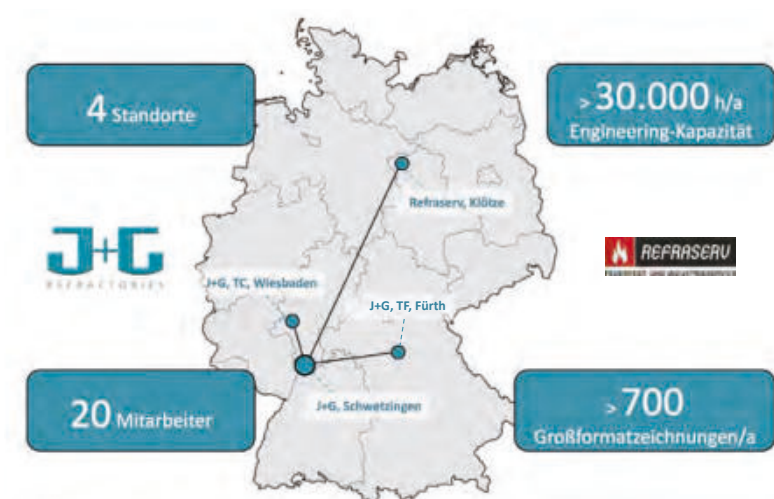 4 Standorte
> 30.000 h/a
Engineering-Kapazität
Refraserv, Klötze
J+G
REFRACTORIES
REFRASERV
J+G, TC, Wiesbaden
J+G, TF, Fürth
J+G, Schwetzingen
20 Mitarbeiter
> 700
Großformatzeichnungen/a